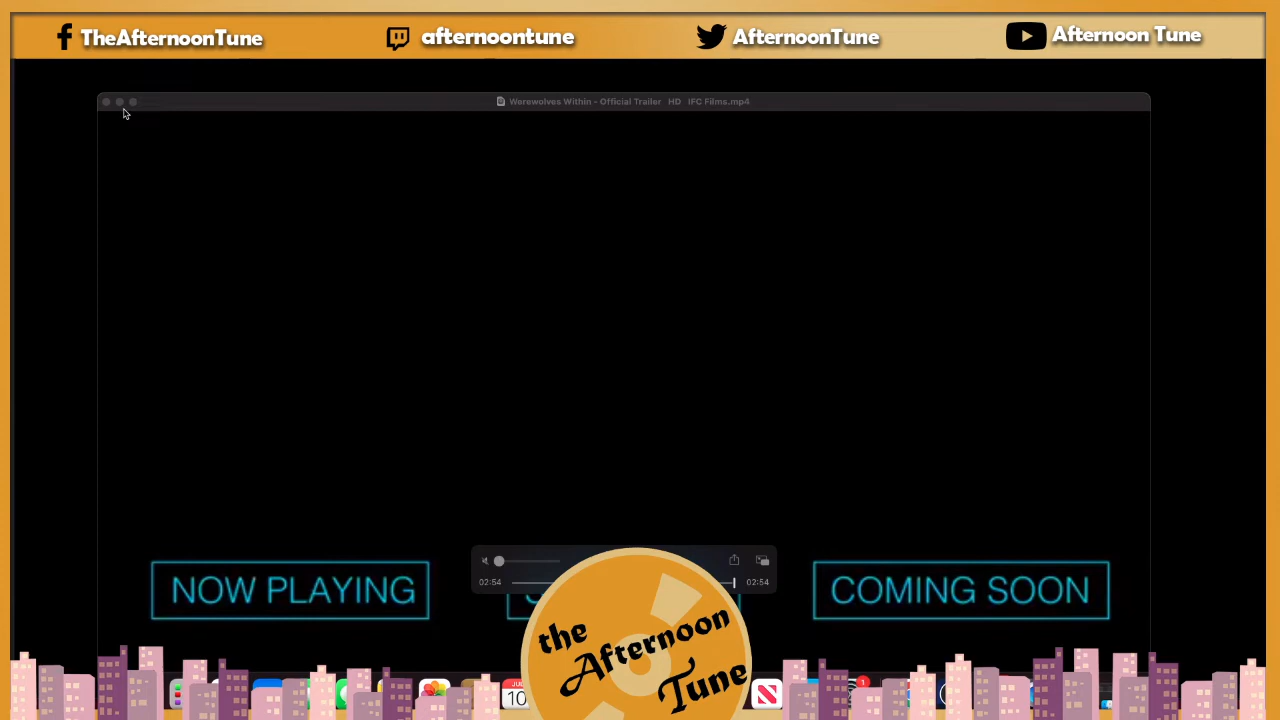 TheAfternoonTune
afternoontune
AfternoonTune
Afternoon Tune
Werewolves Within - Official Trailer HD IFC Films.mp4
02:54
02:54
NOW PLAYING
COMING SOON
the
Afternoon
Tune
10
1